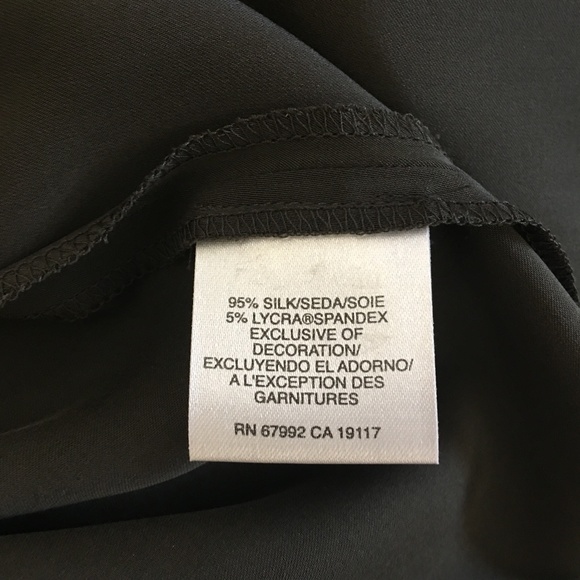 95% SILK/SEDA/SOIE
5% LYCRA®SPANDEX
EXCLUSIVE OF
DECORATION/
EXCLUYENDO EL ADORNO/
A L'EXCEPTION DES
GARNITURES
RN 67992 CA 19117